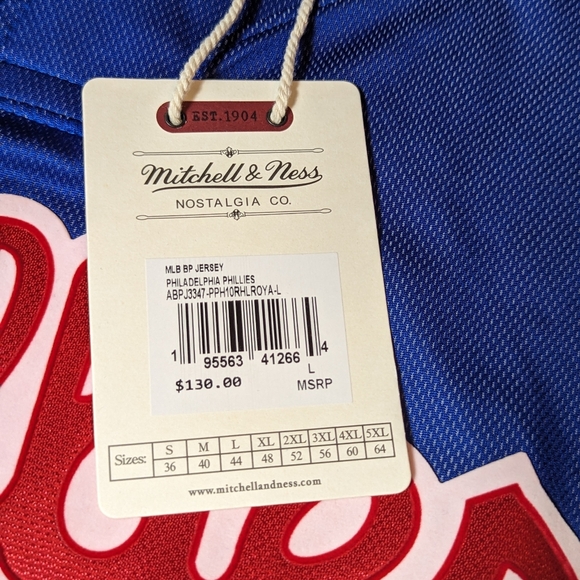 EST. 1904
Mitchell & Ness
NOSTALGIA CO.
MLB BP JERSEY
PHILADELPHIA PHILLIES
ABPJ3347-PPH10RHLROYA-L
1 95563 41266 4
L
$130.00 MSRP
Sizes: S M L XL 2XL 3XL 4XL 5XL
36 40 44 48 52 56 60 64
www.mitchellandness.com